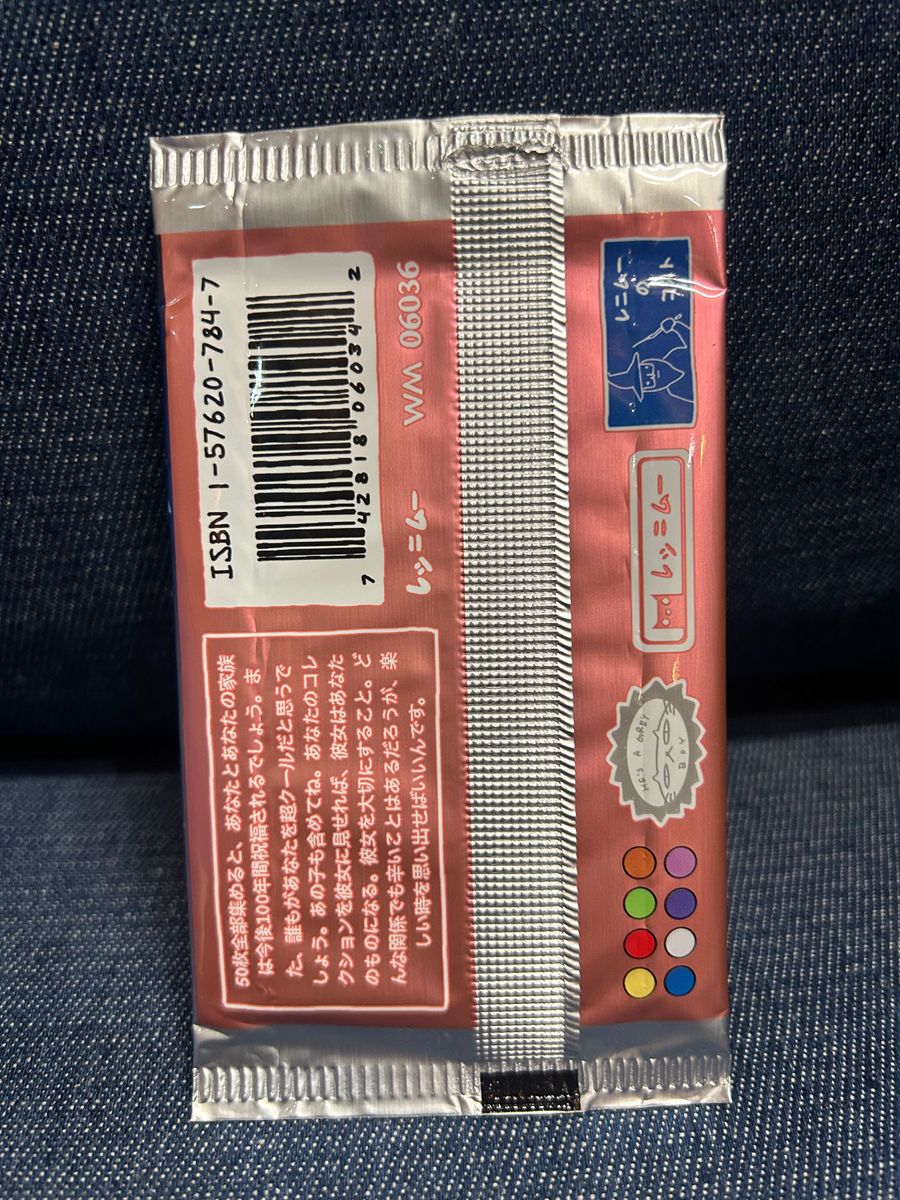 50枚全部集めると、あなたとあなたの家族
は今後100年間祝福されるでしょう。ま
た、誰もがあなたを超クールだと思うで
しょう。あの子も含めてね。あなたのコレ
クションを彼女に見せれば、彼女はあなた
のものになる。彼女を大切にすること。ど
んな関係でも辛いことはあるだろうが、楽
しい時を思い出せばいいんです。
ISBN 1-57620-784-7
7 42818 06034 2
レッニムー WM 06036
HE'S A GREY
BOY
レッニムー
レニムー
の